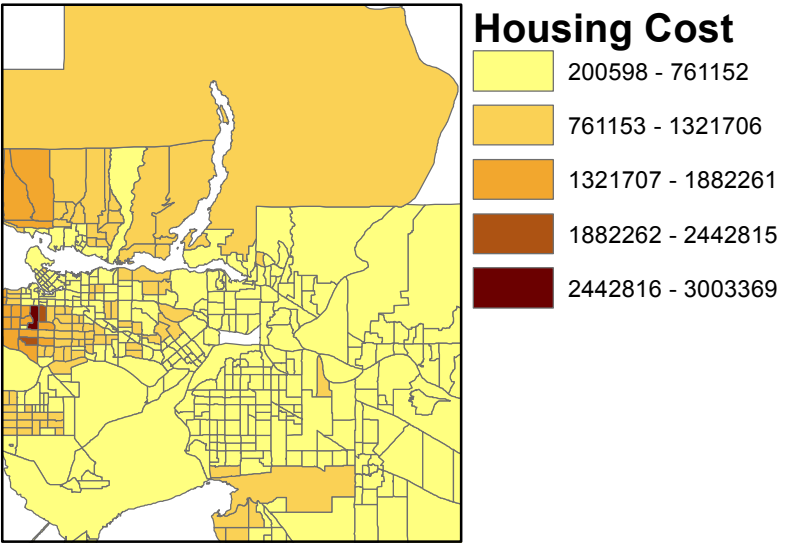 Housing Cost
200598 - 761152
761153 - 1321706
1321707 - 1882261
1882262 - 2442815
2442816 - 3003369